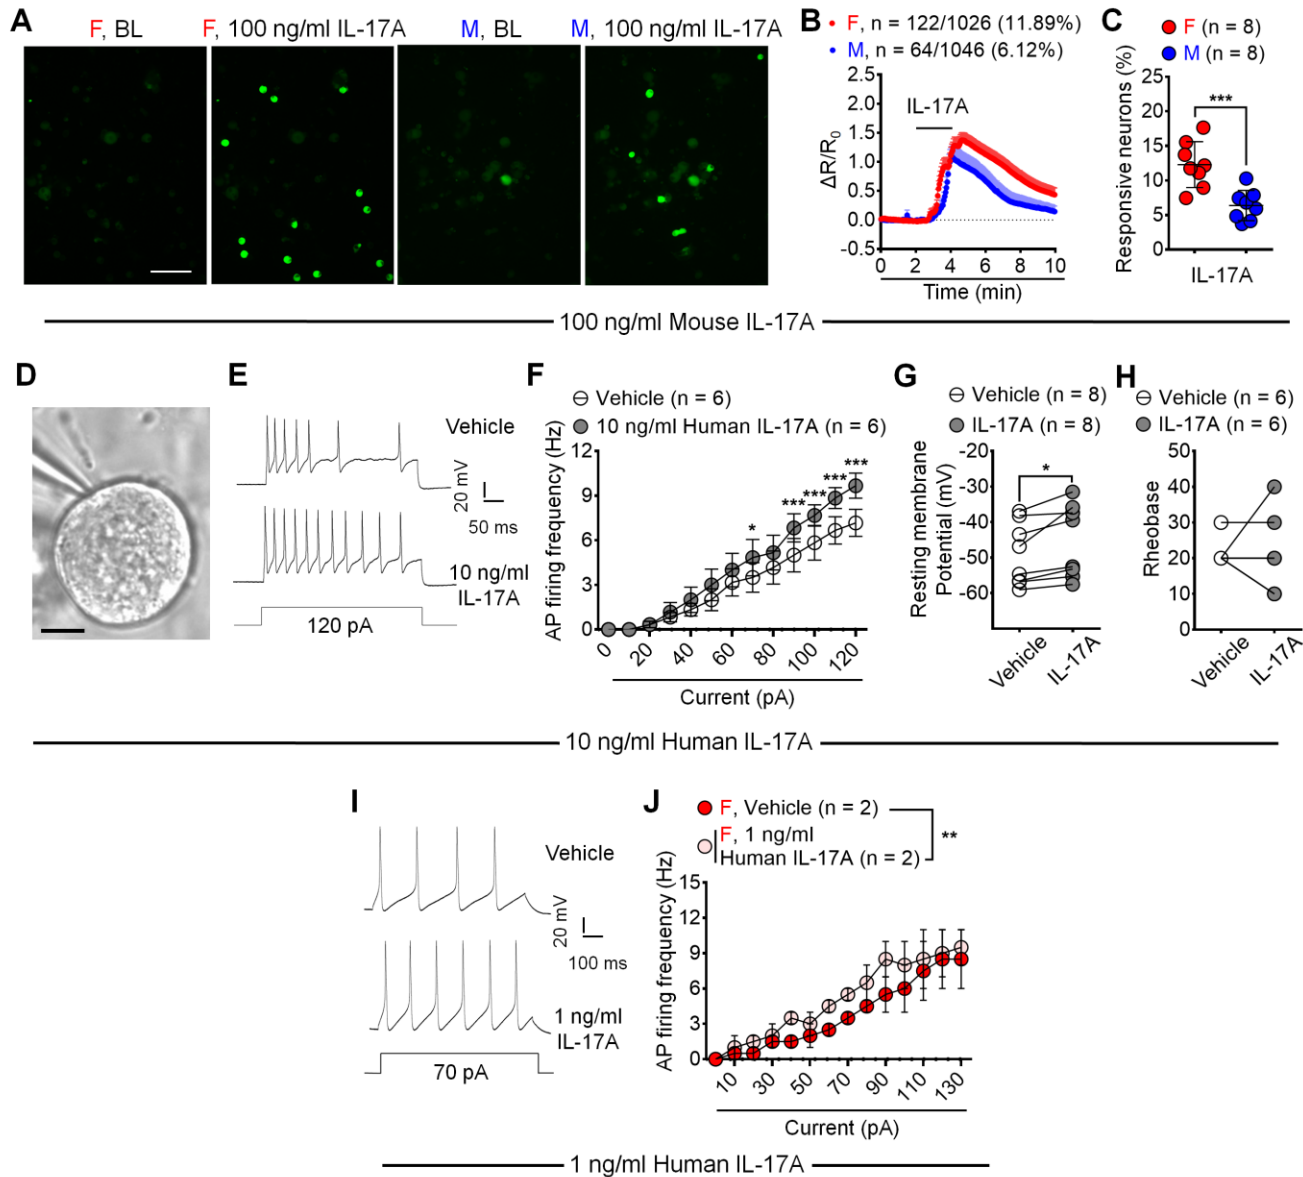 A
F, BL
F, 100 ng/ml IL-17A
M, BL
M, 100 ng/ml IL-17A
B
F, n = 122/1026 (11.89%)
M, n = 64/1046 (6.12%)
ΔR/R0
2.5
2.0
1.5
1.0
0.5
0.0
-0.5
IL-17A
0 2 4 6 8 10
Time (min)
C
F (n = 8)
M (n = 8)
Responsive neurons (%)
25
20
15
10
5
0
***
IL-17A
100 ng/ml Mouse IL-17A
D
E
Vehicle
20 mV
50 ms
10 ng/ml
IL-17A
120 pA
F
Vehicle (n = 6)
10 ng/ml Human IL-17A (n = 6)
AP firing frequency (Hz)
12
9
6
3
0
*
***
***
***
***
0 20 40 60 80 100 120
Current (pA)
G
Vehicle (n = 8)
IL-17A (n = 8)
Resting membrane
Potential (mV)
-20
-30
-40
-50
-60
*
Vehicle
IL-17A
H
Vehicle (n = 6)
IL-17A (n = 6)
Rheobase
50
40
30
20
10
0
Vehicle
IL-17A
10 ng/ml Human IL-17A
I
Vehicle
20 mV
100 ms
1 ng/ml
IL-17A
70 pA
J
F, Vehicle (n = 2)
F, 1 ng/ml
Human IL-17A (n = 2)
**
AP firing frequency (Hz)
15
12
9
6
3
0
10 30 50 70 90 110 130
Current (pA)
1 ng/ml Human IL-17A